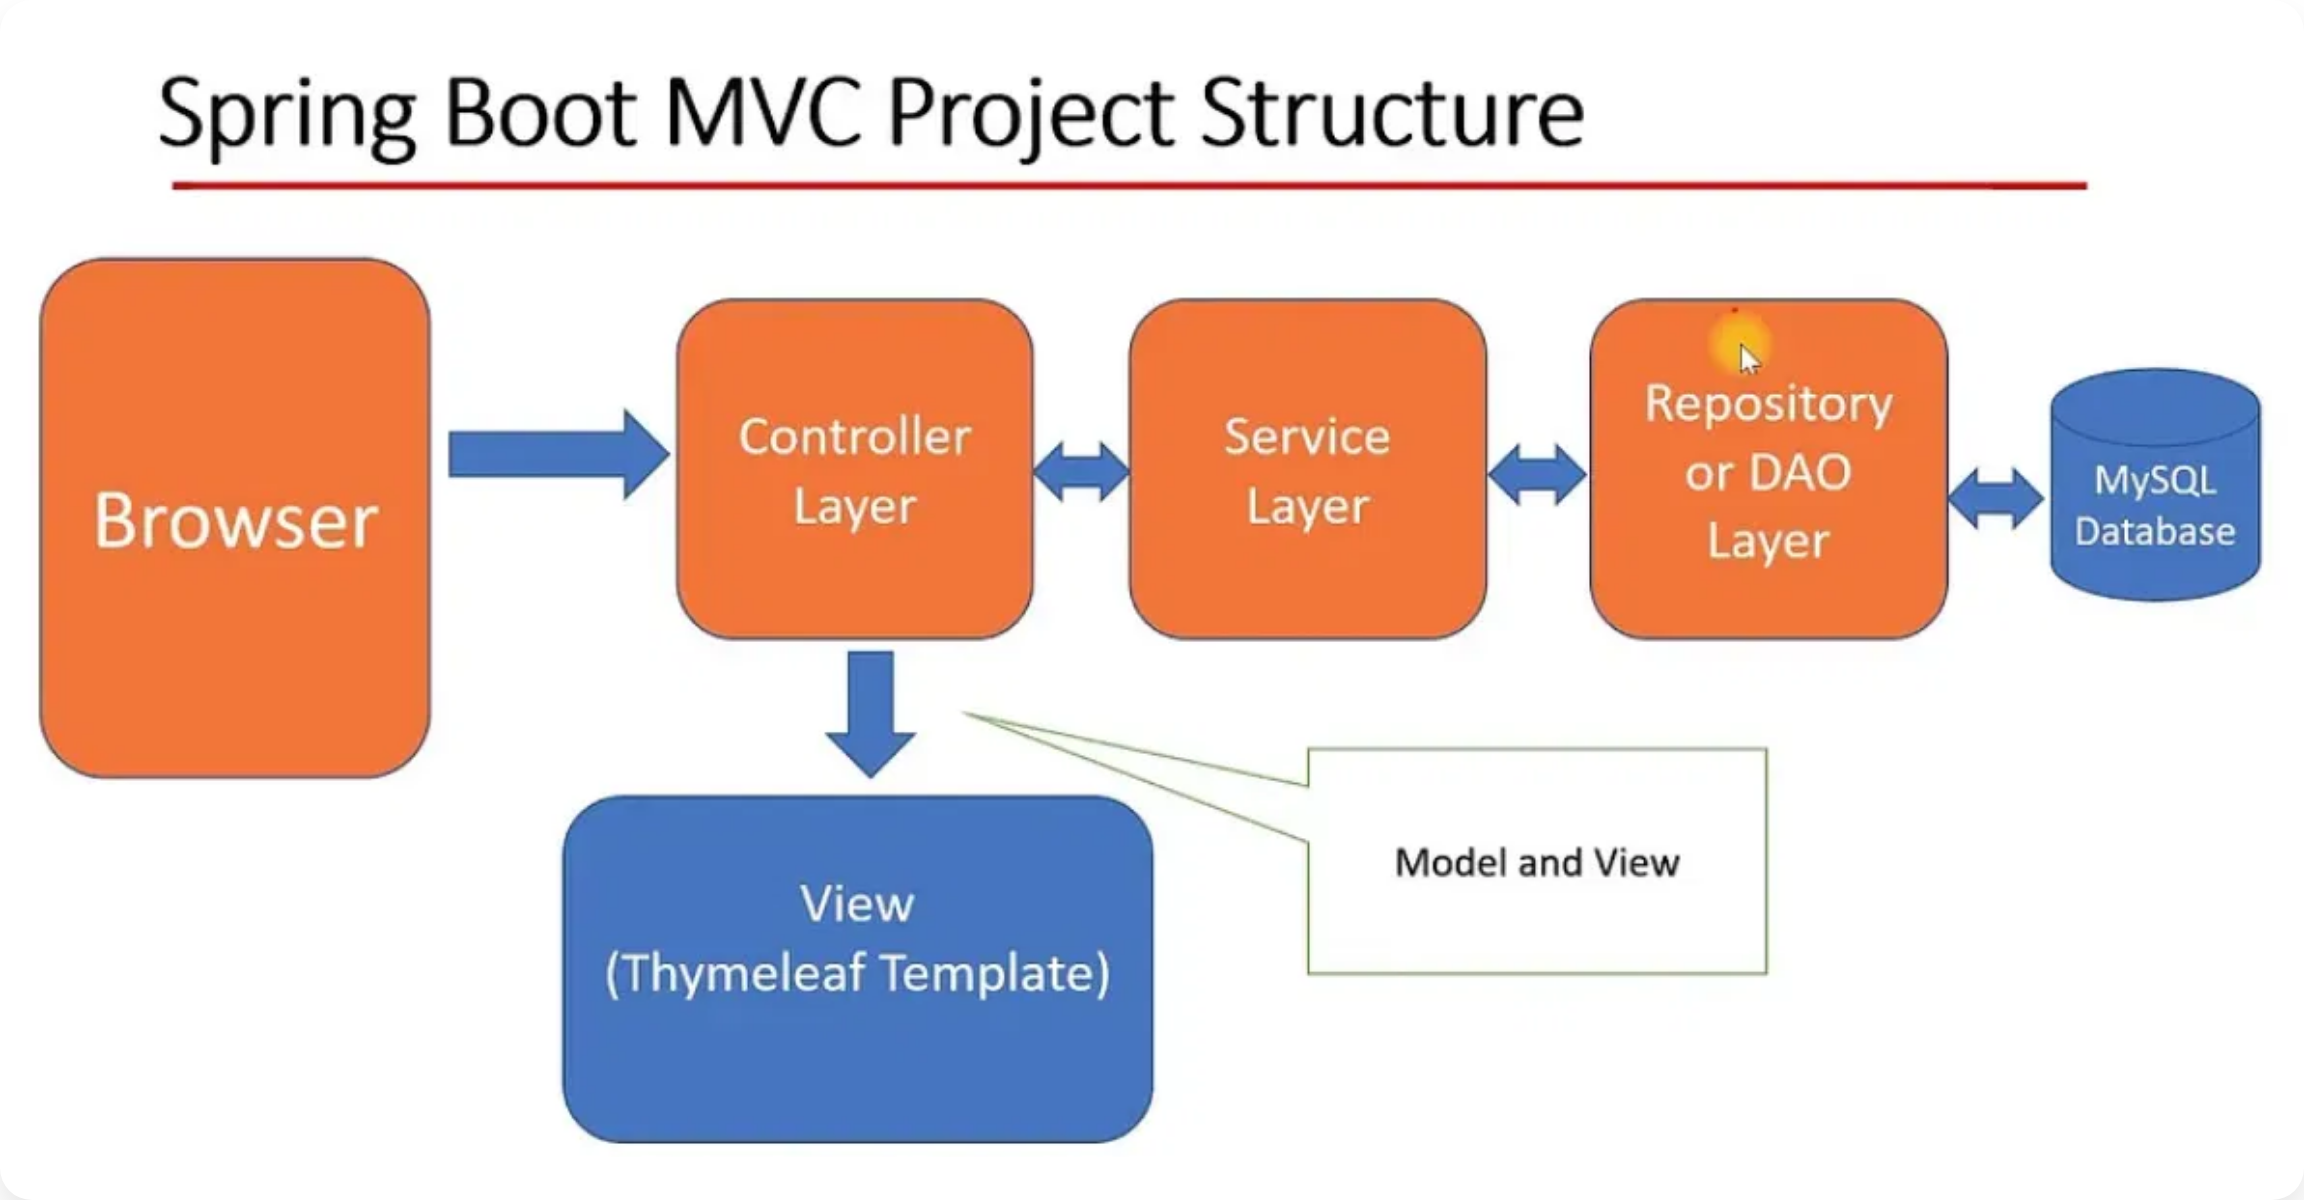 Spring Boot MVC Project Structure
Browser
Controller
Layer
Service
Layer
Repository
or DAO
Layer
MySQL
Database
View
(Thymeleaf Template)
Model and View